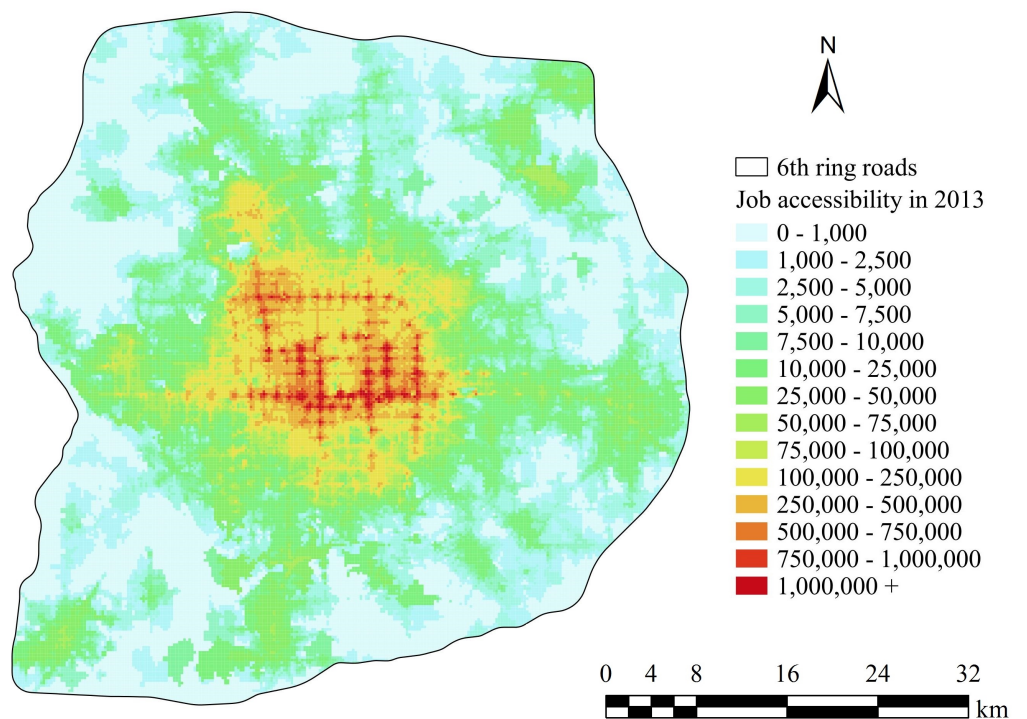 N
6th ring roads
Job accessibility in 2013
0 - 1,000
1,000 - 2,500
2,500 - 5,000
5,000 - 7,500
7,500 - 10,000
10,000 - 25,000
25,000 - 50,000
50,000 - 75,000
75,000 - 100,000
100,000 - 250,000
250,000 - 500,000
500,000 - 750,000
750,000 - 1,000,000
1,000,000 +
0 4 8 16 24 32
km